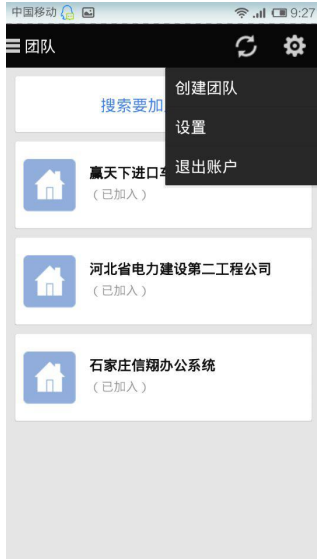 中国移动 9:27
团队
创建团队
设置
退出账户
搜索要加
赢天下进口
（已加入）
河北省电力建设第二工程公司
（已加入）
石家庄信翔办公系统
（已加入）